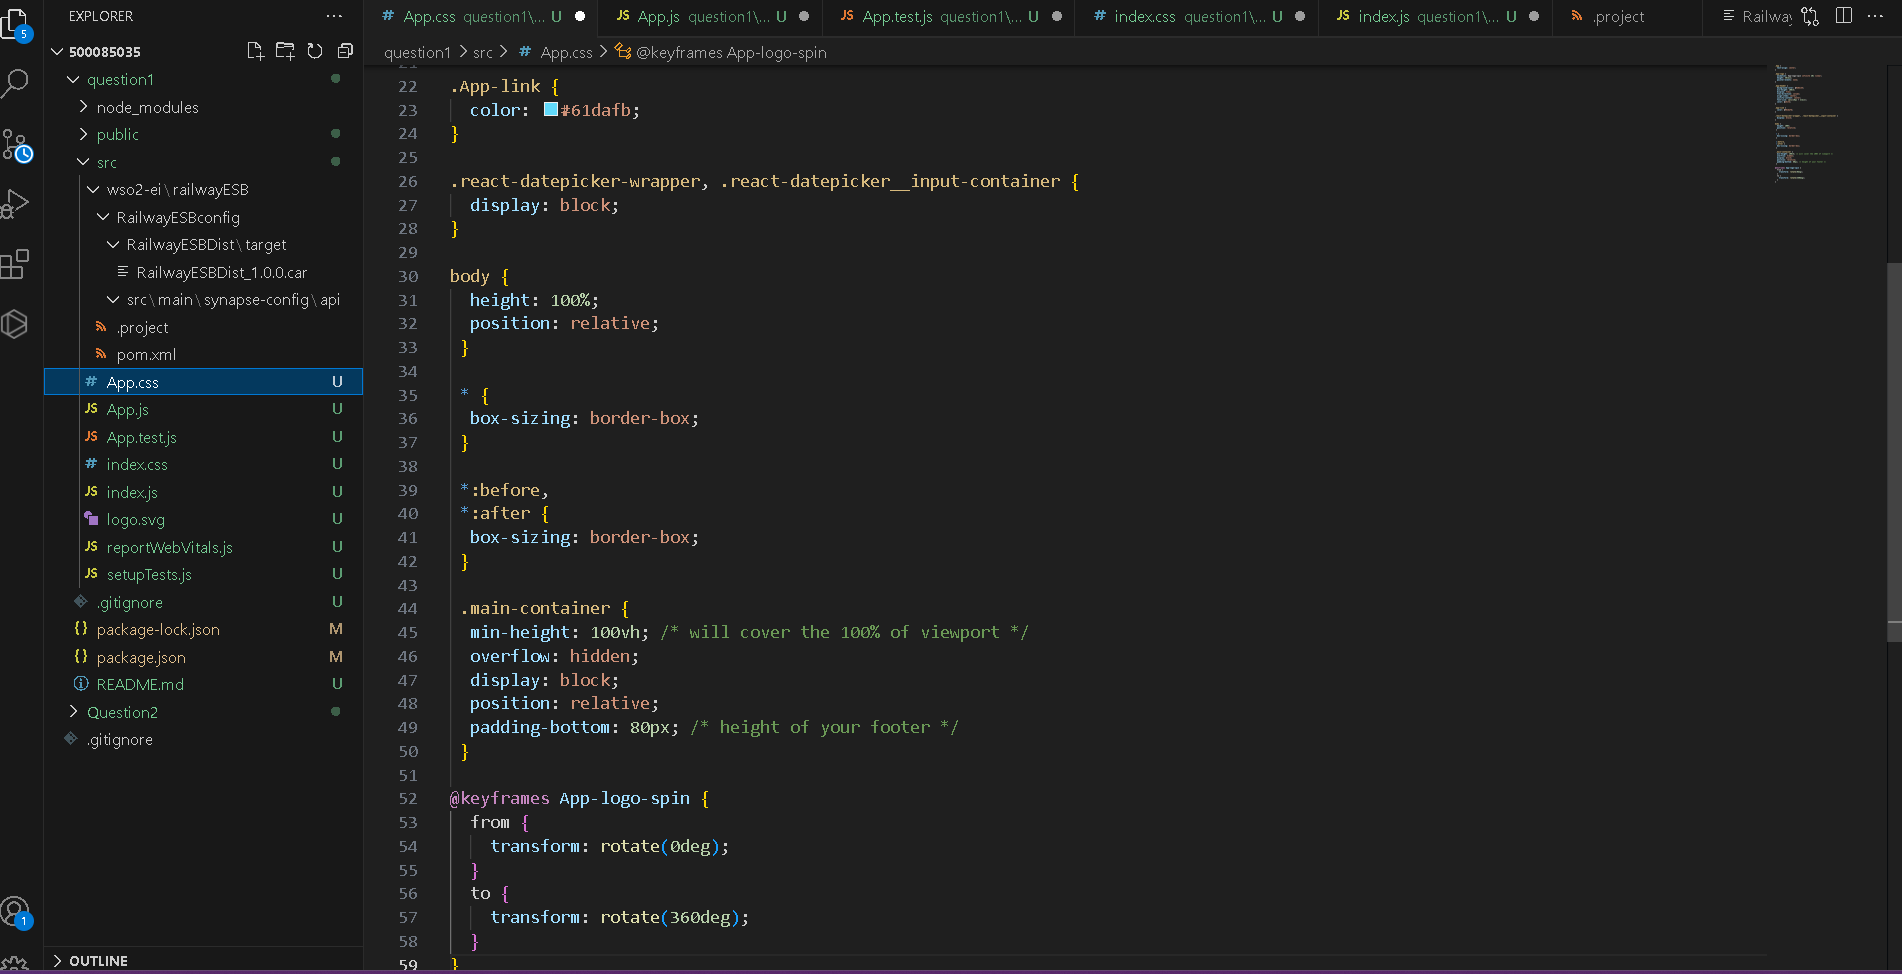 EXPLORER ···
500085035
question1
node_modules
public
src
wso2-ei\railwayESB
RailwayESBconfig
RailwayESBDist\target
RailwayESBDist_1.0.0.car
src\main\synapse-config\api
.project
pom.xml
App.css U
App.js U
App.test.js U
index.css U
index.js U
logo.svg U
reportWebVitals.js U
setupTests.js U
.gitignore U
package-lock.json M
package.json M
README.md U
Question2
.gitignore
OUTLINE
5
1
# App.css question1\... U
JS App.js question1\... U
JS App.test.js question1\... U
# index.css question1\... U
JS index.js question1\... U
.project
Railway
question1 > src > # App.css > @keyframes App-logo-spin
21
22 .App-link {
23 color: #61dafb;
24 }
25
26 .react-datepicker-wrapper, .react-datepicker__input-container {
27 display: block;
28 }
29
30 body {
31 height: 100%;
32 position: relative;
33 }
34
35 * {
36 box-sizing: border-box;
37 }
38
39 *:before,
40 *:after {
41 box-sizing: border-box;
42 }
43
44 .main-container {
45 min-height: 100vh; /* will cover the 100% of viewport */
46 overflow: hidden;
47 display: block;
48 position: relative;
49 padding-bottom: 80px; /* height of your footer */
50 }
51
52 @keyframes App-logo-spin {
53 from {
54 transform: rotate(0deg);
55 }
56 to {
57 transform: rotate(360deg);
58 }
59 }